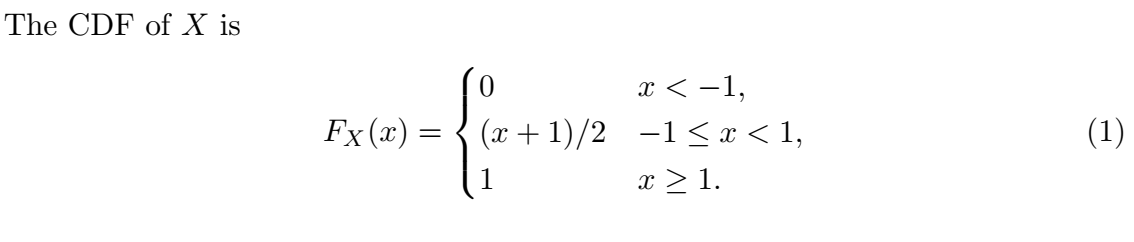 The CDF of X is
F_X(x) = { 0 x < −1,
(x + 1)/2 −1 ≤ x < 1, (1)
1 x ≥ 1.